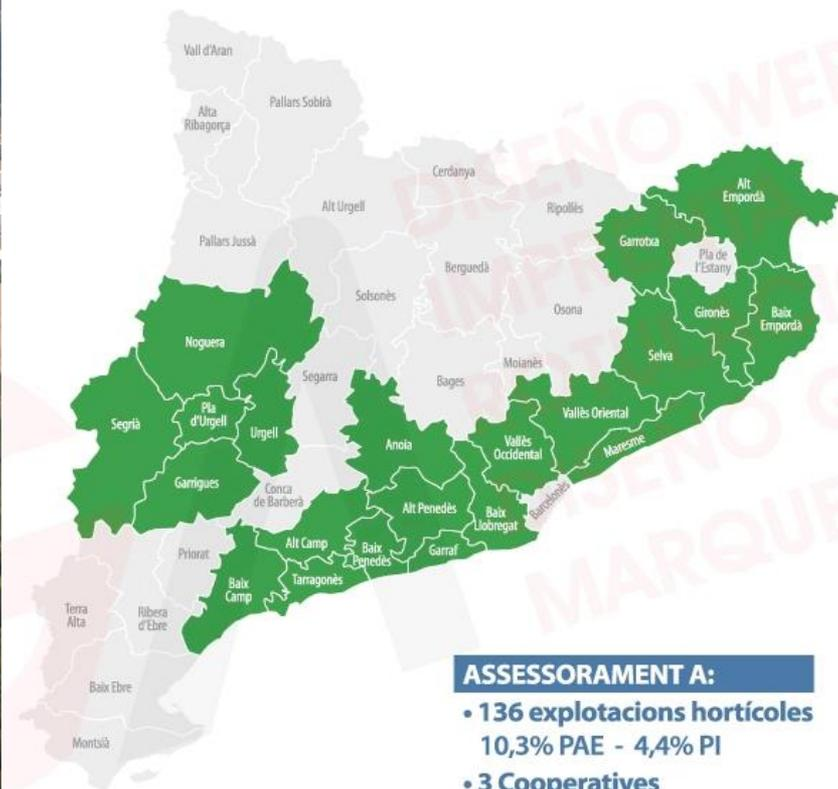 Vall d'Aran
Alta
Ribagorça
Pallars Sobirà
Cerdanya
Alt Urgell
Ripollès
Alt
Empordà
Pallars Jussà
Garrotxa
Pla de
l'Estany
Berguedà
Solsonès
Osona
Gironès
Baix
Empordà
Noguera
Selva
Moianès
Segarra
Bages
Pla
d'Urgell
Segrià
Urgell
Vallès Oriental
Anoia
Vallès
Occidental
Maresme
Garrigues
Conca
de Barberà
Barcelonès
Alt Penedès
Baix
Llobregat
Alt Camp
Baix
Penedès
Garraf
Priorat
Tarragonès
Baix
Camp
Terra
Alta
Ribera
d'Ebre
Baix Ebre
Montsià
ASSESSORAMENT A:
• 136 explotacions hortícoles
10,3% PAE - 4,4% PI
• 3 Cooperatives
DISEÑO WEB
IMPRENTA
DISEÑO